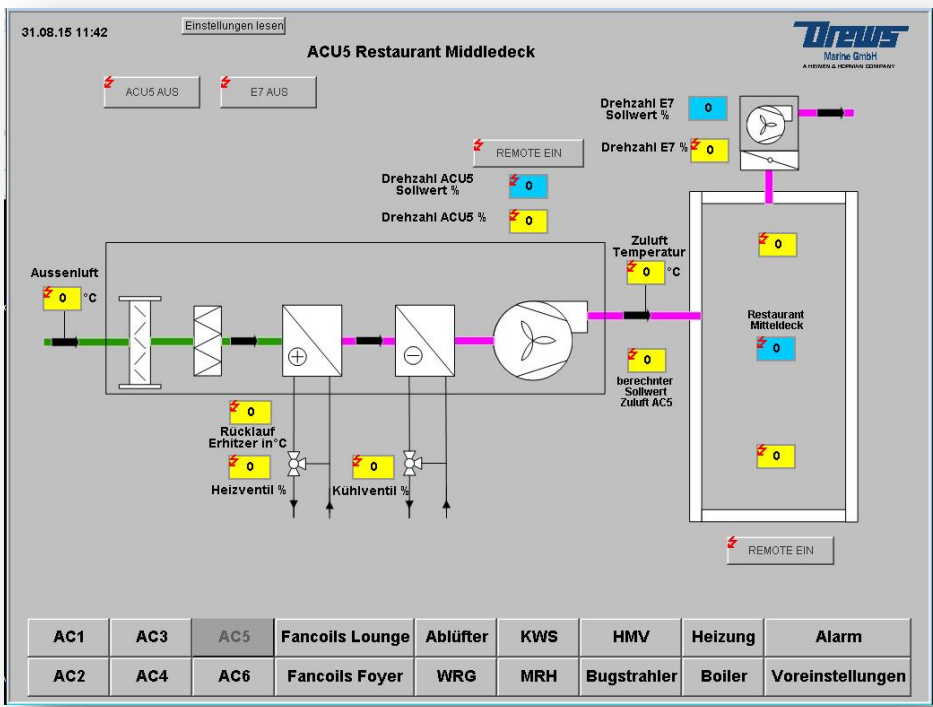 31.08.15 11:42
Einstellungen lesen
ACU5 Restaurant Middledeck
Drews
Marine GmbH
A HEINEN & HOPMAN COMPANY
ACU5 AUS
E7 AUS
Drehzahl E7
Sollwert %
0
REMOTE EIN
Drehzahl E7 %
0
Drehzahl ACU5
Sollwert %
0
Drehzahl ACU5 %
0
Zuluft
Temperatur
0 °C
0
Aussenluft
0 °C
Restaurant
Mitteldeck
0
0
berechnter
Sollwert
Zuluft AC5
0
Rücklauf
Erhitzer in°C
0
Heizventil %
0
Kühlventil %
0
REMOTE EIN
AC1 AC3 AC5 Fancoils Lounge Ablüfter KWS HMV Heizung Alarm
AC2 AC4 AC6 Fancoils Foyer WRG MRH Bugstrahler Boiler Voreinstellungen